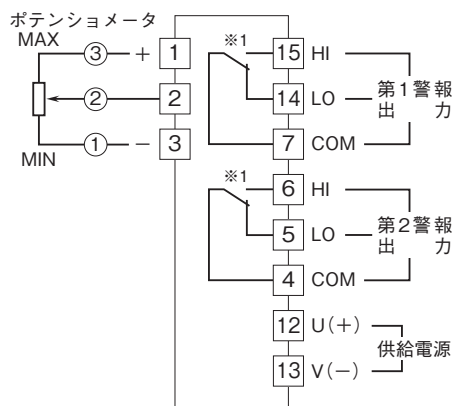 ポテンショメータ
MAX
③ + 1
② 2
① − 3
MIN
※1
15 HI
14 LO
7 COM
第1警報
出 力
※1
6 HI
5 LO
4 COM
第2警報
出 力
12 U(+)
13 V(−)
供給電源